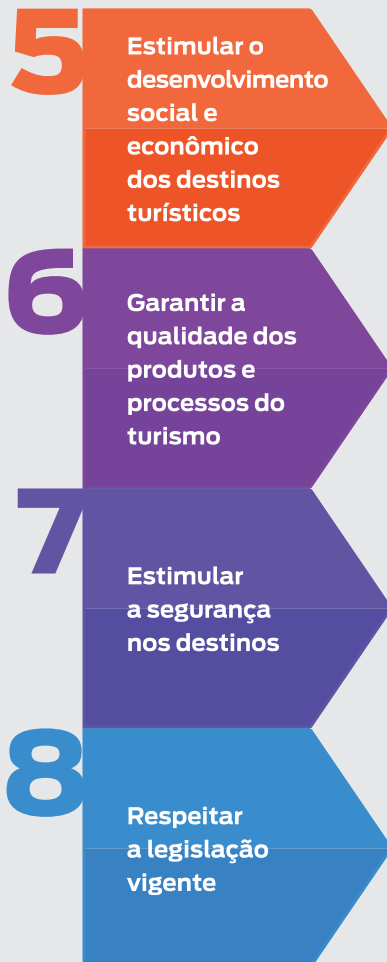 5
Estimular o
desenvolvimento
social e
econômico
dos destinos
turísticos
6
Garantir a
qualidade dos
produtos e
processos do
turismo
7
Estimular
a segurança
nos destinos
8
Respeitar
a legislação
vigente